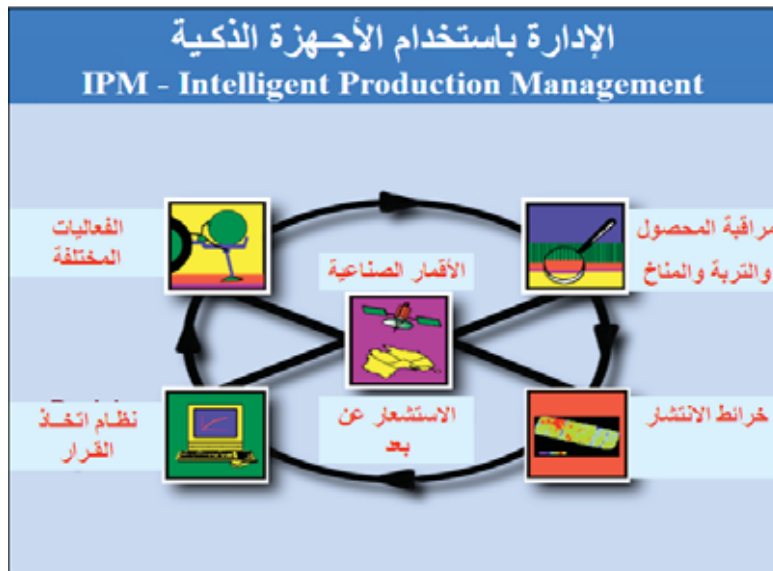 الإدارة باستخدام الأجهزة الذكية
IPM - Intelligent Production Management
مراقبة المحصول
والتربة والمناخ
الفعاليات
المختلفة
الأقمار الصناعية
خرائط الانتشار
الاستشعار عن
بعد
نظام اتخاذ
القرار